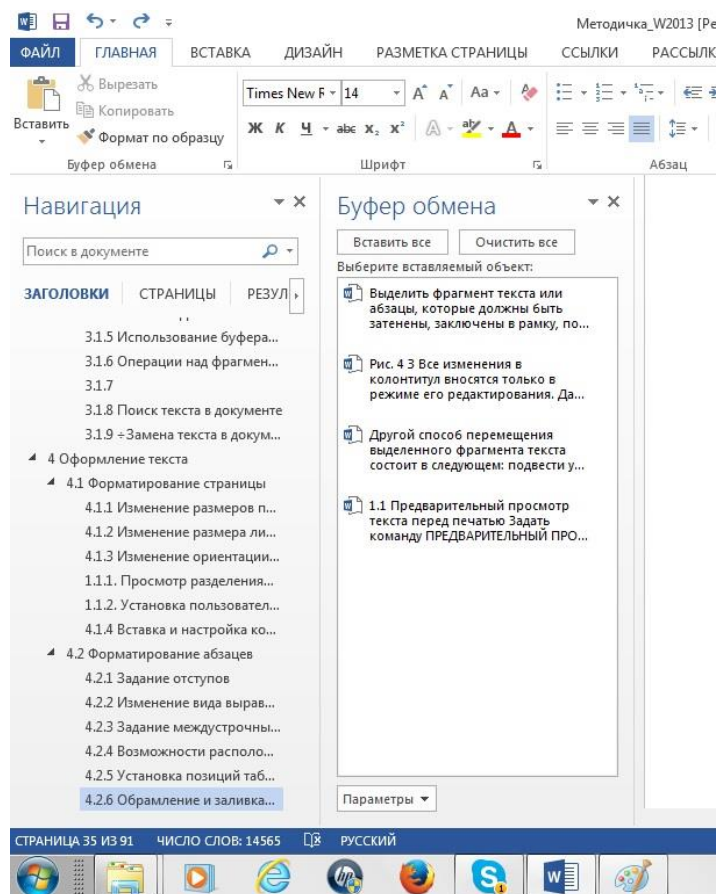 Методичка_W2013 [Ре
ФАЙЛ ГЛАВНАЯ ВСТАВКА ДИЗАЙН РАЗМЕТКА СТРАНИЦЫ ССЫЛКИ РАССЫЛК
Вставить
Вырезать
Копировать
Формат по образцу
Буфер обмена
Times New F 14
Ж К Ч abc x₂ x²
Шрифт
Абзац
Навигация
Поиск в документе
ЗАГОЛОВКИ СТРАНИЦЫ РЕЗУЛ
3.1.5 Использование буфера...
3.1.6 Операции над фрагмен...
3.1.7
3.1.8 Поиск текста в документе
3.1.9 ÷Замена текста в докум...
4 Оформление текста
4.1 Форматирование страницы
4.1.1 Изменение размеров п...
4.1.2 Изменение размера ли...
4.1.3 Изменение ориентации...
1.1.1. Просмотр разделения...
1.1.2. Установка пользовател...
4.1.4 Вставка и настройка ко...
4.2 Форматирование абзацев
4.2.1 Задание отступов
4.2.2 Изменение вида вырав...
4.2.3 Задание междустрочны...
4.2.4 Возможности располо...
4.2.5 Установка позиций таб...
4.2.6 Обрамление и заливка...
Буфер обмена
Вставить все Очистить все
Выберите вставляемый объект:
Выделить фрагмент текста или
абзацы, которые должны быть
затенены, заключены в рамку, по...
Рис. 4 3 Все изменения в
колонтитул вносятся только в
режиме его редактирования. Да...
Другой способ перемещения
выделенного фрагмента текста
состоит в следующем: подвести у...
1.1 Предварительный просмотр
текста перед печатью Задать
команду ПРЕДВАРИТЕЛЬНЫЙ ПРО...
Параметры
СТРАНИЦА 35 ИЗ 91 ЧИСЛО СЛОВ: 14565 РУССКИЙ